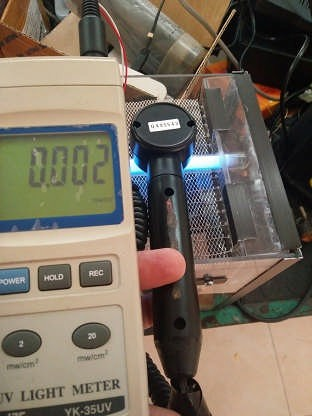 0.002
POWER
HOLD
REC
2
20
mW/cm²
mW/cm²
UV LIGHT METER
YK-35UV